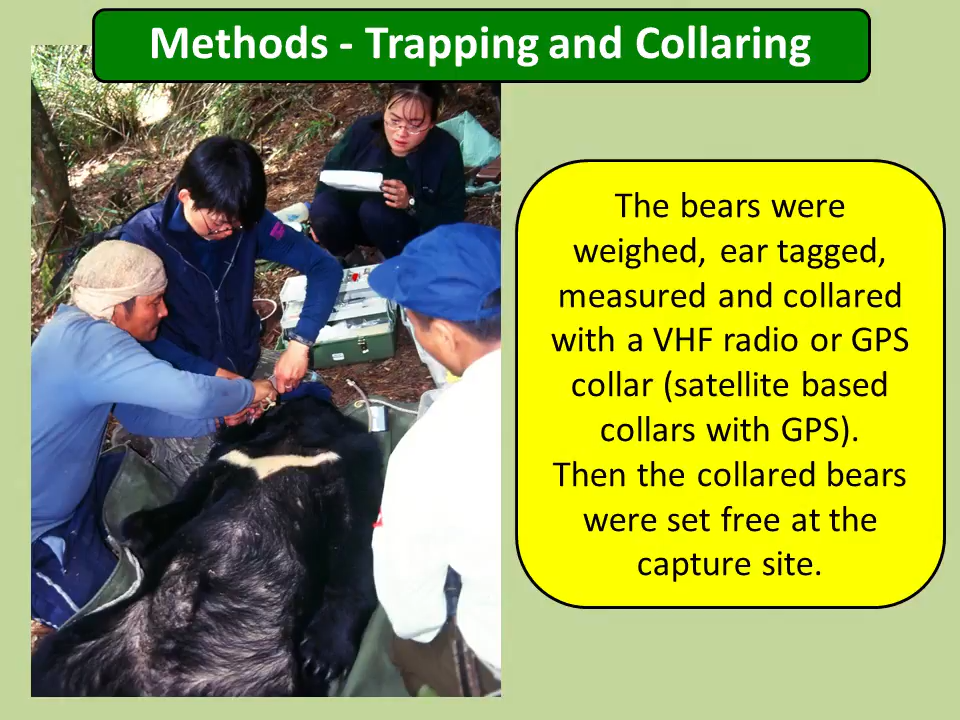 Methods - Trapping and Collaring
The bears were
weighed, ear tagged,
measured and collared
with a VHF radio or GPS
collar (satellite based
collars with GPS).
Then the collared bears
were set free at the
capture site.